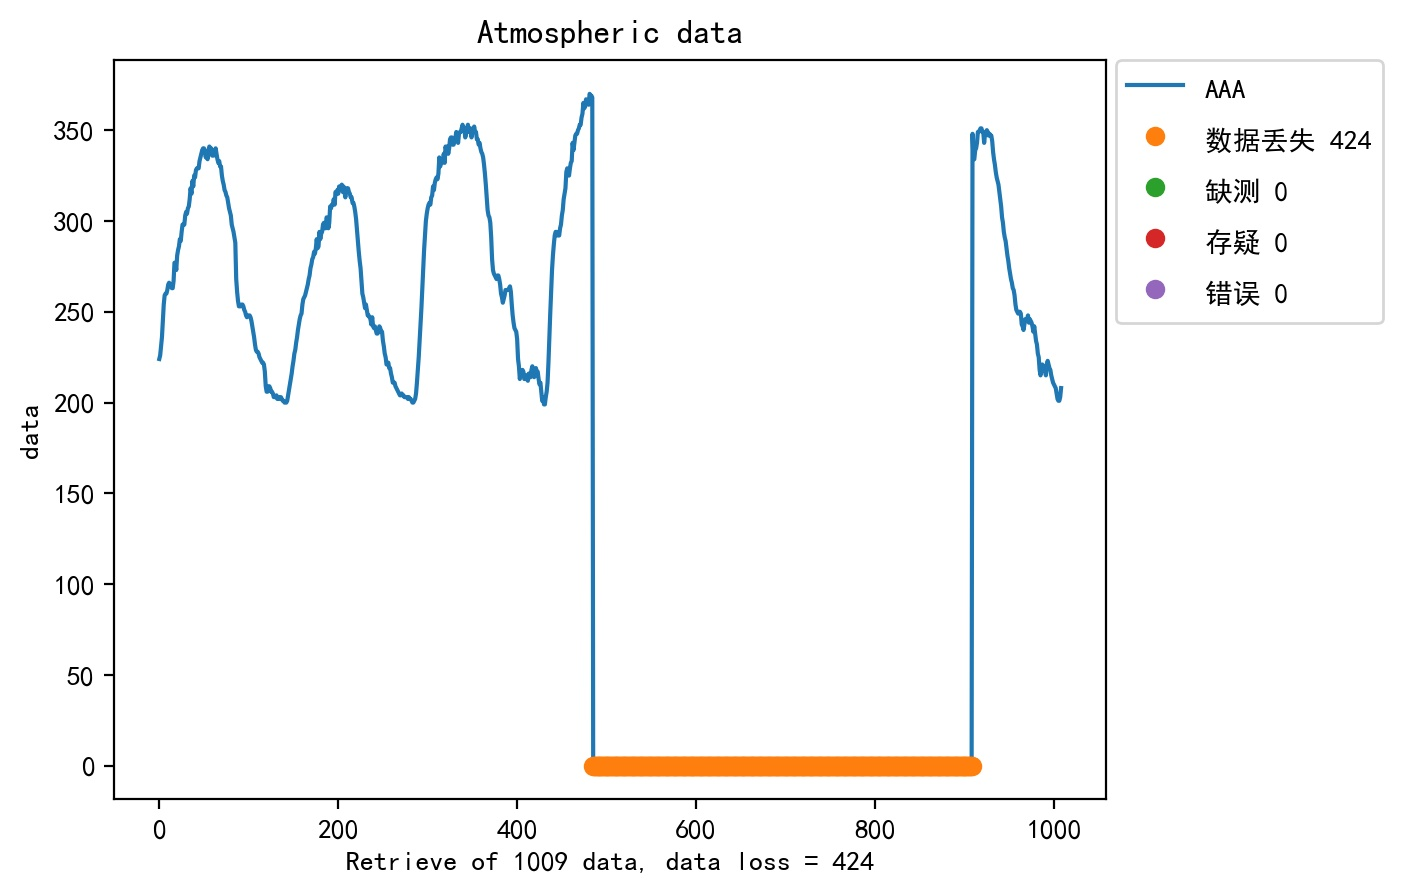 Atmospheric data
AAA
数据丢失 424
缺测 0
存疑 0
错误 0
350
300
250
200
150
100
50
0
data
0 200 400 600 800 1000
Retrieve of 1009 data, data loss = 424